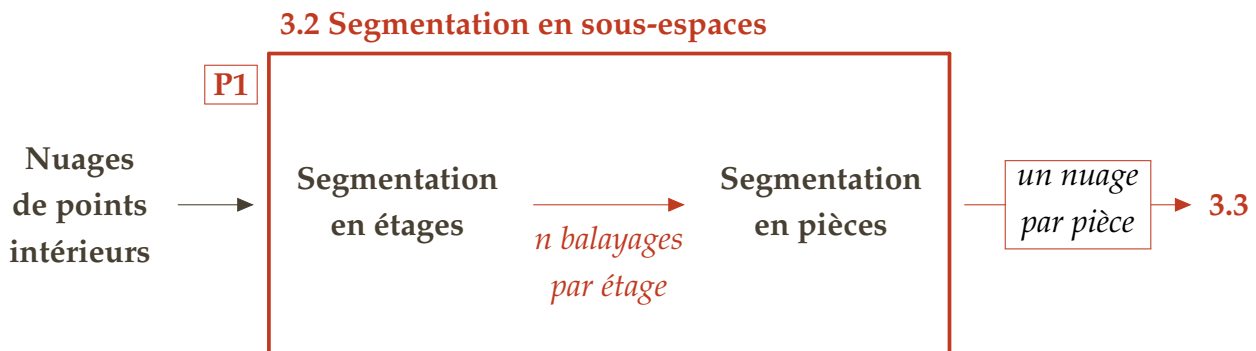 3.2 Segmentation en sous-espaces
P1
Nuages
de points
intérieurs
Segmentation
en étages
n balayages
par étage
Segmentation
en pièces
un nuage
par pièce
3.3